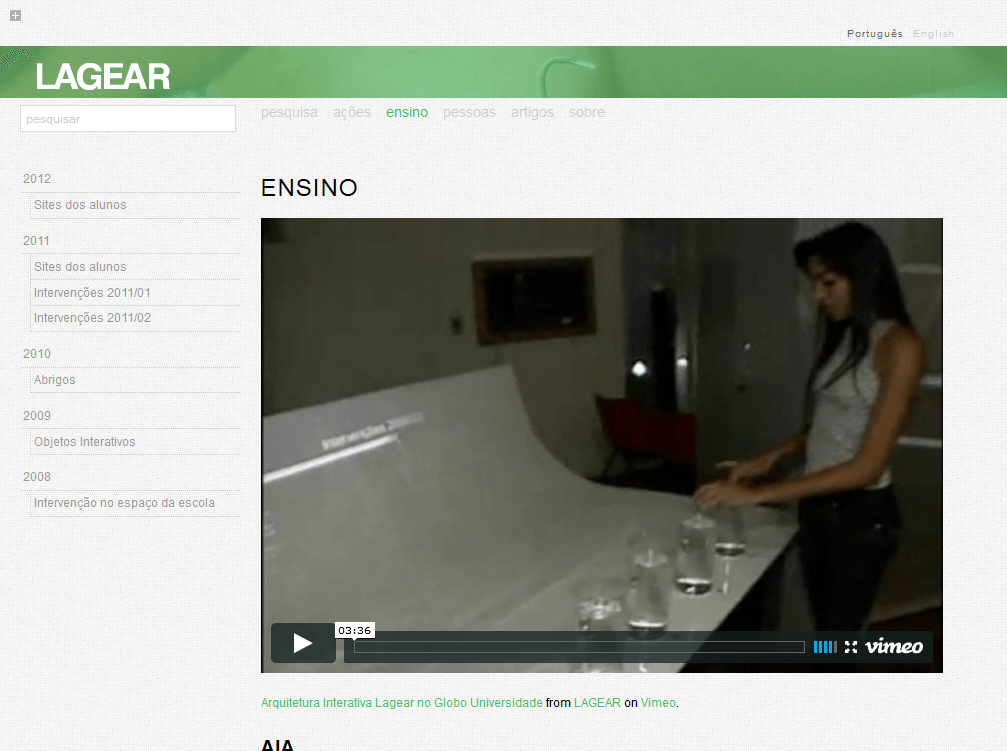 Português English
LAGEAR
pesquisar
pesquisa ações ensino pessoas artigos sobre
2012
Sites dos alunos
2011
Sites dos alunos
Intervenções 2011/01
Intervenções 2011/02
2010
Abrigos
2009
Objetos Interativos
2008
Intervenção no espaço da escola
ENSINO
Intervenções
03:36
vimeo
Arquitetura Interativa Lagear no Globo Universidade from LAGEAR on Vimeo.
AIA